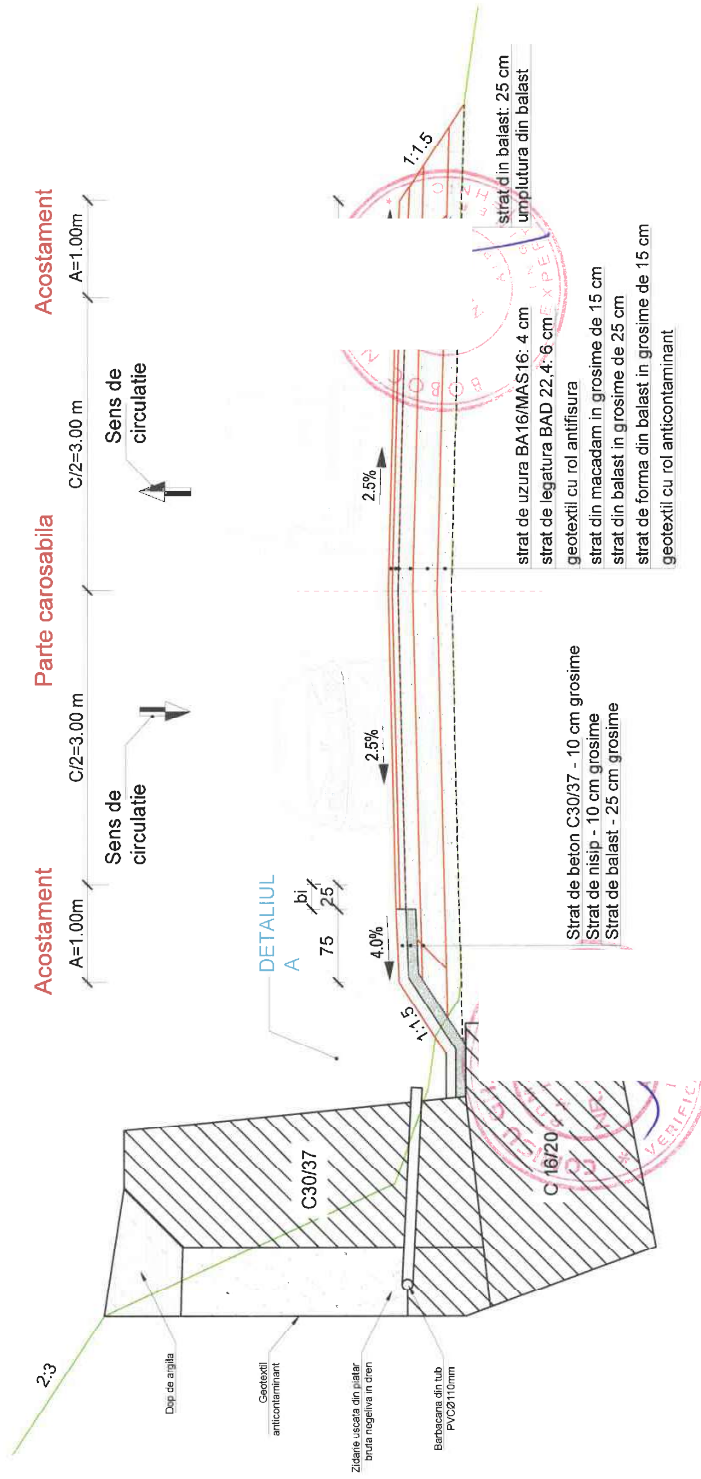 Acostament
Parte carosabila
Acostament
A=1.00m
C/2=3.00 m
C/2=3.00 m
A=1.00m
Sens de
circulatie
Sens de
circulatie
DETALIUL
A
75
bi
25
4.0%
2.5%
2.5%
1:1.5
1:1.5
2:3
C30/37
C 16/20
Dop de argila
Geotextil
anticontaminant
Zidarie uscata din piatar
bruta negeliva in dren
Barbacana din tub
PVCØ110mm
Strat de beton C30/37 - 10 cm grosime
Strat de nisip - 10 cm grosime
Strat de balast - 25 cm grosime
strat de uzura BA16/MAS16: 4 cm
strat de legatura BAD 22,4: 6 cm
geotextil cu rol antifisura
strat din macadam in grosime de 15 cm
strat din balast in grosime de 25 cm
strat de forma din balast in grosime de 15 cm
geotextil cu rol anticontaminant
strat din balast: 25 cm
umplutura din balast
BOBOC
EXPER
VERIFIC